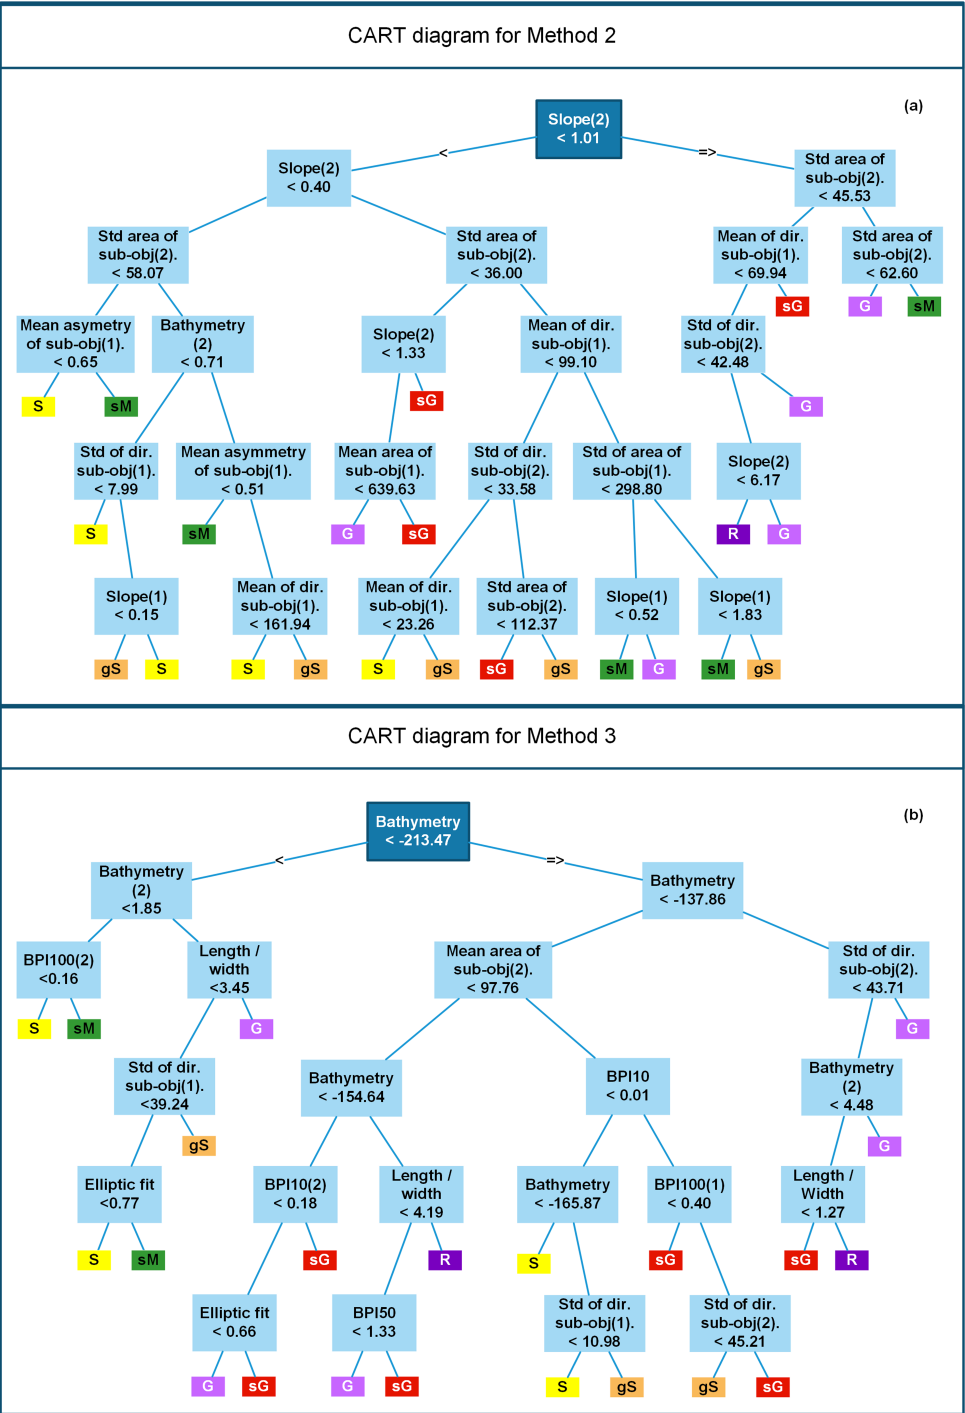 CART diagram for Method 2
(a)
Slope(2)
< 1.01
<
=>
Slope(2)
< 0.40
Std area of
sub-obj(2).
< 45.53
Std area of
sub-obj(2).
< 58.07
Std area of
sub-obj(2).
< 36.00
Mean of dir.
sub-obj(1).
< 69.94
Std area of
sub-obj(2).
< 62.60
sG
G
sM
Mean asymetry
of sub-obj(1).
< 0.65
Bathymetry
(2)
< 0.71
Slope(2)
< 1.33
Mean of dir.
sub-obj(1).
< 99.10
Std of dir.
sub-obj(2).
< 42.48
S
sM
sG
G
Std of dir.
sub-obj(1).
< 7.99
Mean asymmetry
of sub-obj(1).
< 0.51
Mean area of
sub-obj(1).
< 639.63
Std of dir.
sub-obj(2).
< 33.58
Std of area of
sub-obj(1).
< 298.80
Slope(2)
< 6.17
S
sM
G
sG
R
G
Slope(1)
< 0.15
Mean of dir.
sub-obj(1).
< 161.94
Mean of dir.
sub-obj(1).
< 23.26
Std area of
sub-obj(2).
< 112.37
Slope(1)
< 0.52
Slope(1)
< 1.83
gS
S
S
gS
S
gS
sG
gS
sM
G
sM
gS
CART diagram for Method 3
(b)
Bathymetry
< -213.47
<
=>
Bathymetry
(2)
<1.85
Bathymetry
< -137.86
BPI100(2)
<0.16
Length /
width
<3.45
Mean area of
sub-obj(2).
< 97.76
Std of dir.
sub-obj(2).
< 43.71
S
sM
G
G
Std of dir.
sub-obj(1).
<39.24
Bathymetry
< -154.64
BPI10
< 0.01
Bathymetry
(2)
< 4.48
gS
G
Elliptic fit
<0.77
BPI10(2)
< 0.18
Length /
width
< 4.19
Bathymetry
< -165.87
BPI100(1)
< 0.40
Length /
Width
< 1.27
S
sM
sG
R
S
sG
sG
R
Elliptic fit
< 0.66
BPI50
< 1.33
Std of dir.
sub-obj(1).
< 10.98
Std of dir.
sub-obj(2).
< 45.21
G
sG
G
sG
S
gS
gS
sG